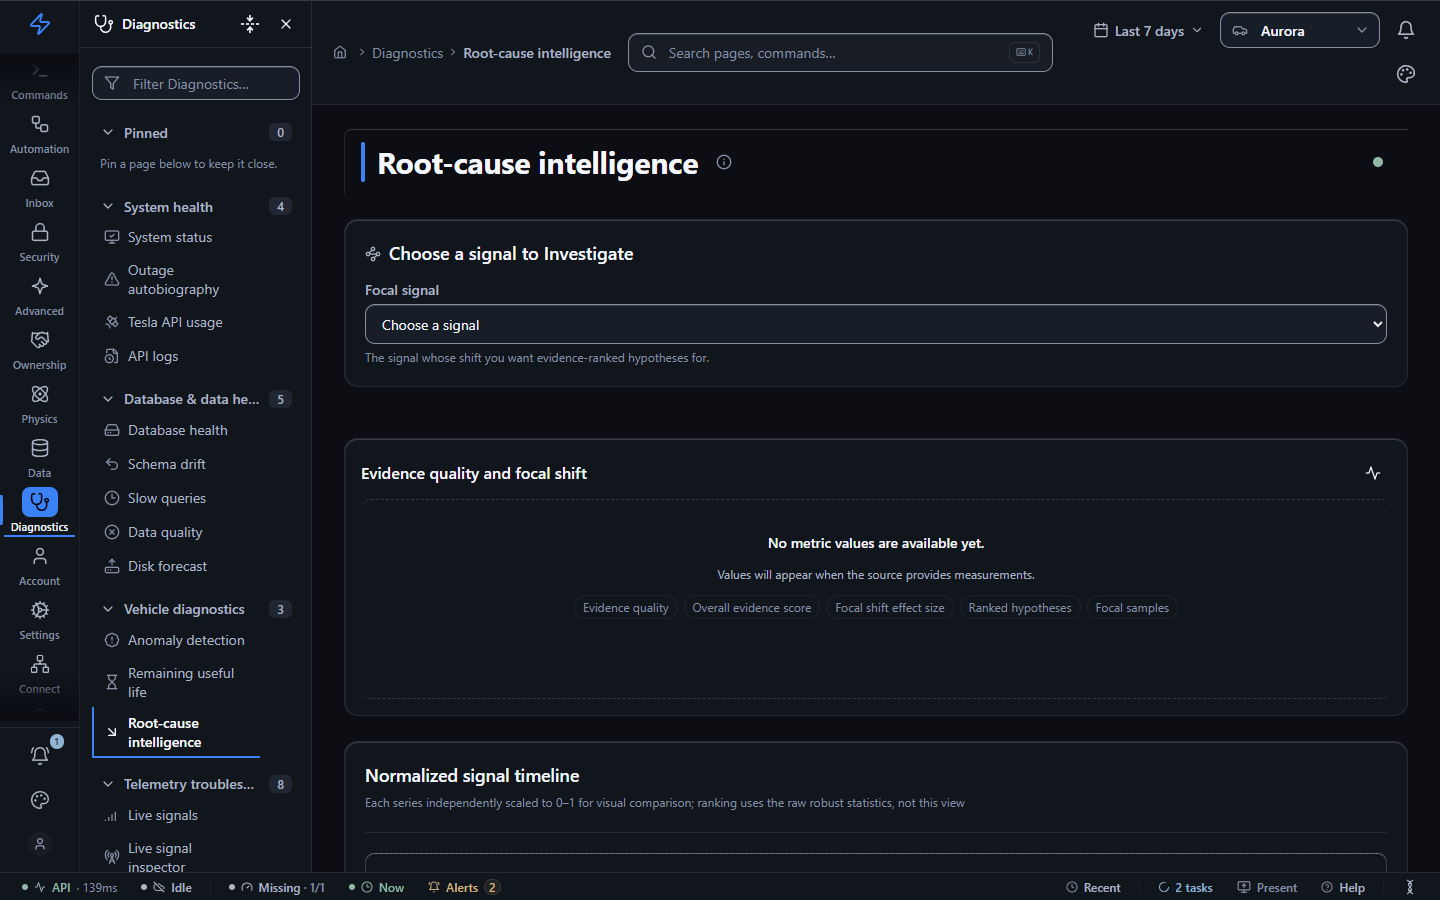 Commands
Automation
Inbox
Security
Advanced
Ownership
Physics
Data
Diagnostics
Account
Settings
Connect
1
Diagnostics
Filter Diagnostics...
Pinned 0
Pin a page below to keep it close.
System health 4
System status
Outage
autobiography
Tesla API usage
API logs
Database & data he... 5
Database health
Schema drift
Slow queries
Data quality
Disk forecast
Vehicle diagnostics 3
Anomaly detection
Remaining useful
life
Root-cause
intelligence
Telemetry troubles... 8
Live signals
Live signal
inspector
Diagnostics Root-cause intelligence
Search pages, commands... K
Last 7 days
Aurora
Root-cause intelligence
Choose a signal to Investigate
Focal signal
Choose a signal
The signal whose shift you want evidence-ranked hypotheses for.
Evidence quality and focal shift
No metric values are available yet.
Values will appear when the source provides measurements.
Evidence quality Overall evidence score Focal shift effect size Ranked hypotheses Focal samples
Normalized signal timeline
Each series independently scaled to 0–1 for visual comparison; ranking uses the raw robust statistics, not this view
API · 139ms Idle Missing · 1/1 Now Alerts 2 Recent 2 tasks Present Help